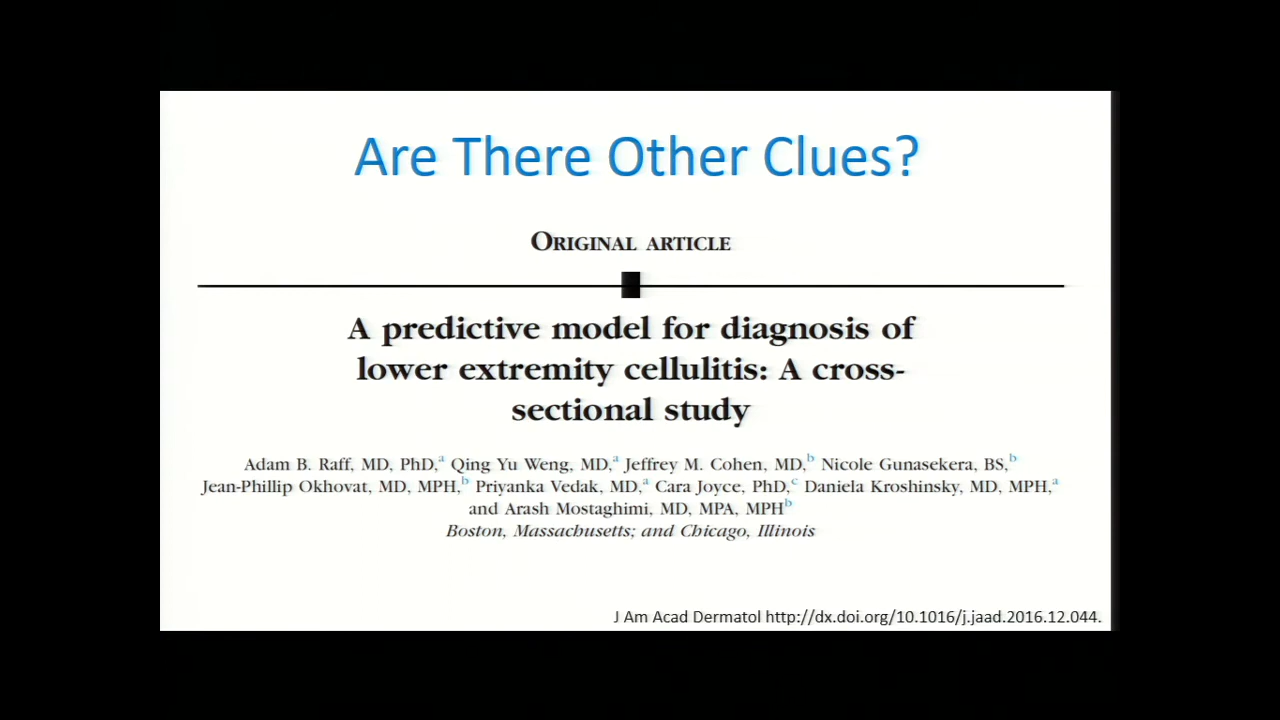 Are There Other Clues?
ORIGINAL ARTICLE
A predictive model for diagnosis of
lower extremity cellulitis: A cross-
sectional study
Adam B. Raff, MD, PhD,a Qing Yu Weng, MD,a Jeffrey M. Cohen, MD,b Nicole Gunasekera, BS,b
Jean-Phillip Okhovat, MD, MPH,b Priyanka Vedak, MD,a Cara Joyce, PhD,c Daniela Kroshinsky, MD, MPH,a
and Arash Mostaghimi, MD, MPA, MPHb
Boston, Massachusetts; and Chicago, Illinois
J Am Acad Dermatol http://dx.doi.org/10.1016/j.jaad.2016.12.044.